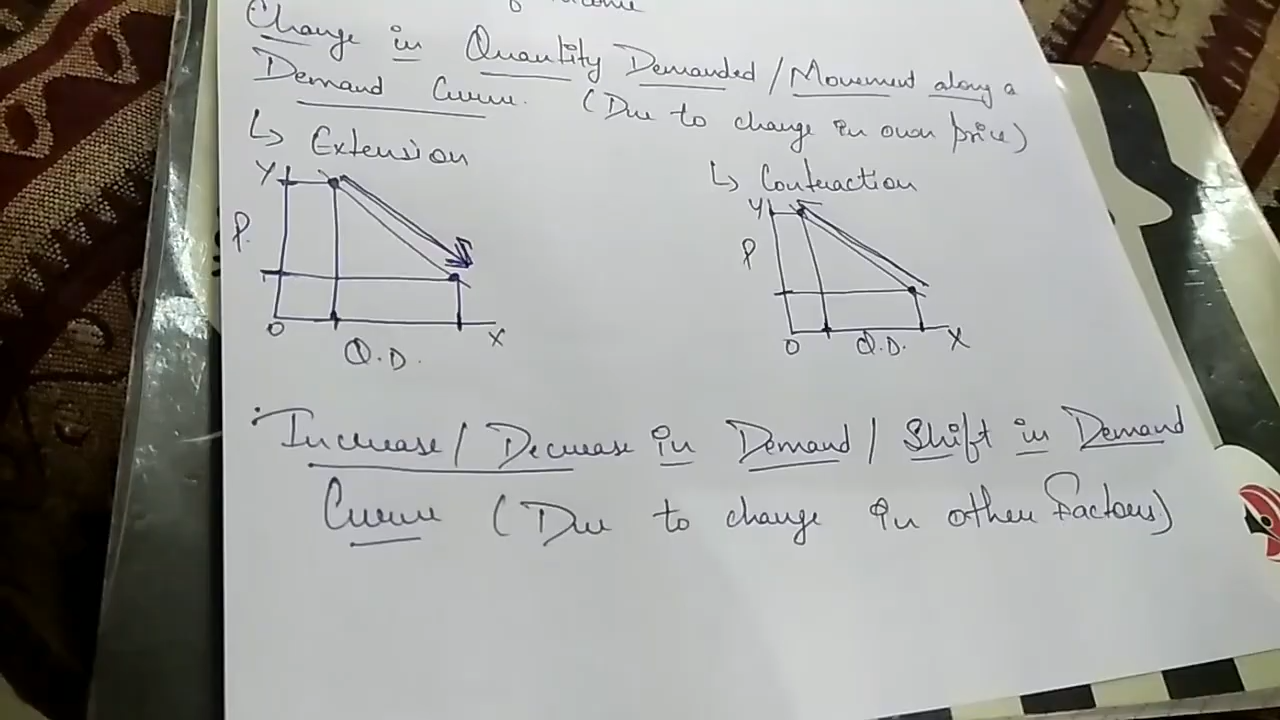 Change in Quantity Demanded / Movement along a
Demand Curve. (Due to change in own price)
↳ Extension
↳ Contraction
Y
P.
O
X
Q.D.
Y
P
O
X
Q.D.
Increase / Decrease in Demand / Shift in Demand
Curve (Due to change in other Factors)